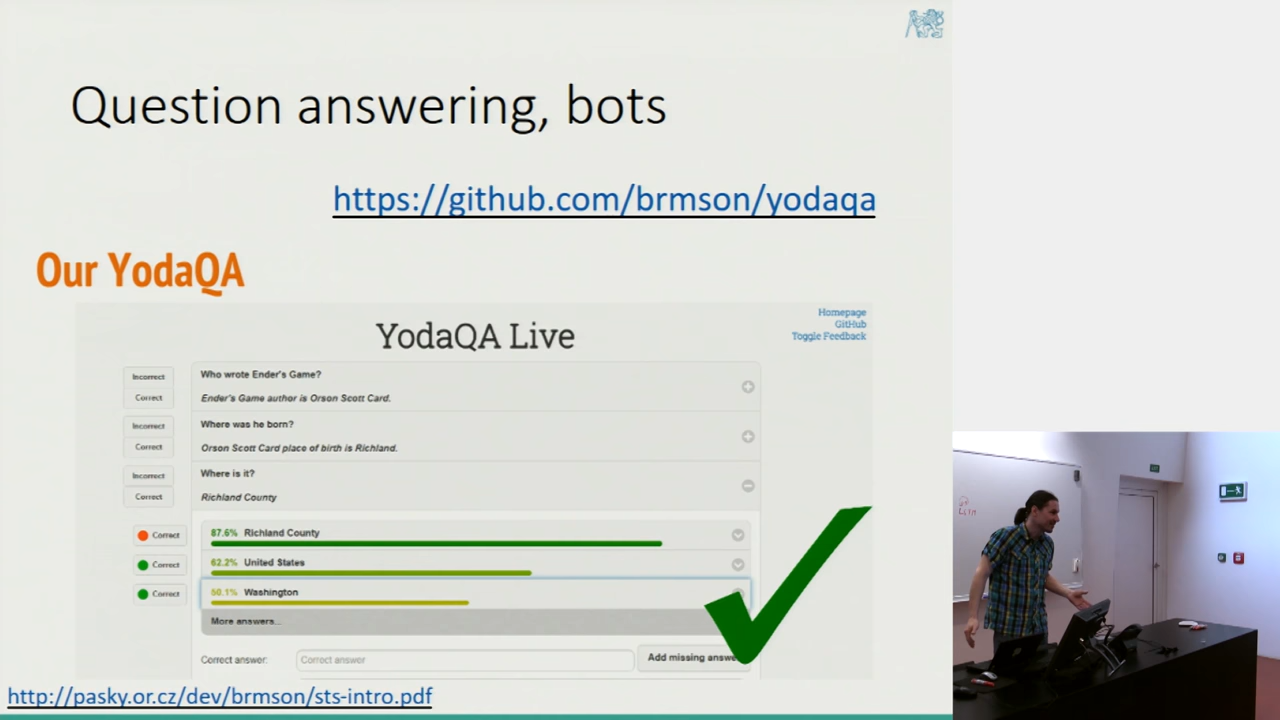 Question answering, bots
https://github.com/brmson/yodaqa
Our YodaQA
YodaQA Live
Homepage
GitHub
Toggle Feedback
Incorrect
Correct
Who wrote Ender's Game?
Ender's Game author is Orson Scott Card.
Incorrect
Correct
Where was he born?
Orson Scott Card place of birth is Richland.
Incorrect
Correct
Where is it?
Richland County
Correct
87.6% Richland County
Correct
62.2% United States
Correct
50.1% Washington
More answers...
Correct answer:
Correct answer
Add missing answe
http://pasky.or.cz/dev/brmson/sts-intro.pdf